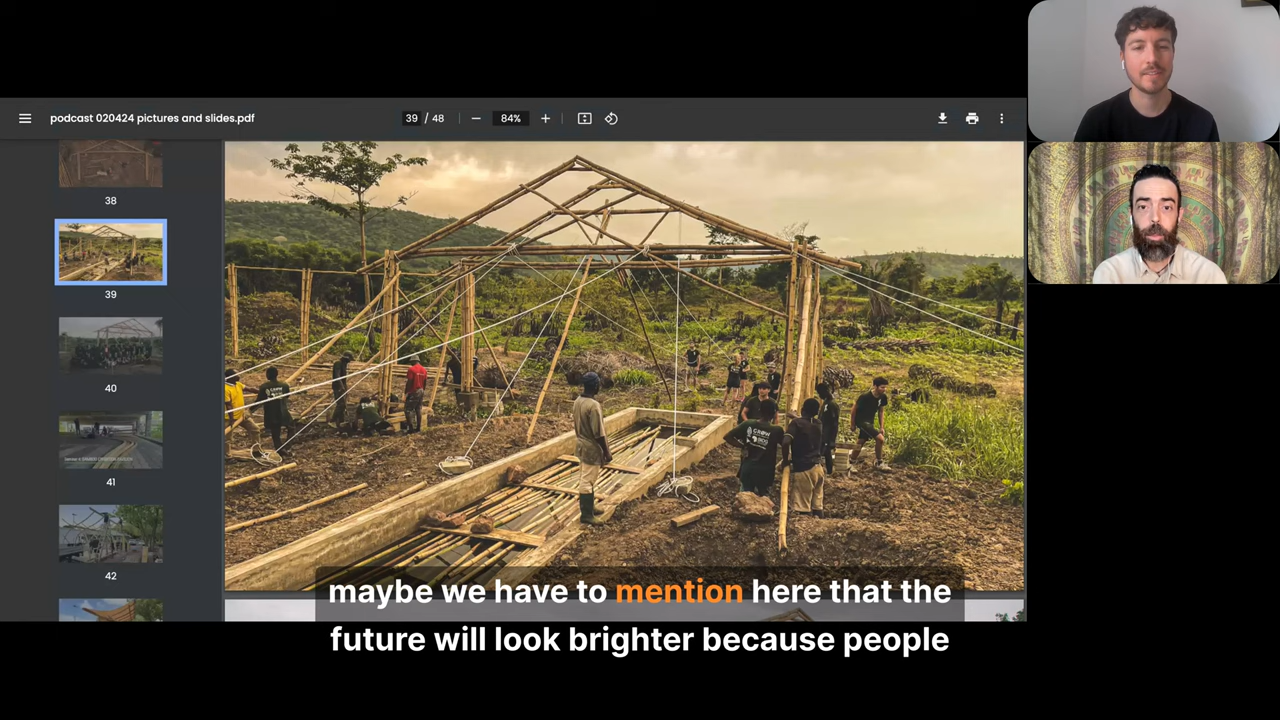 podcast 020424 pictures and slides.pdf
39 / 48
84%
38
39
40
41
42
GROW
maybe we have to mention here that the
future will look brighter because people